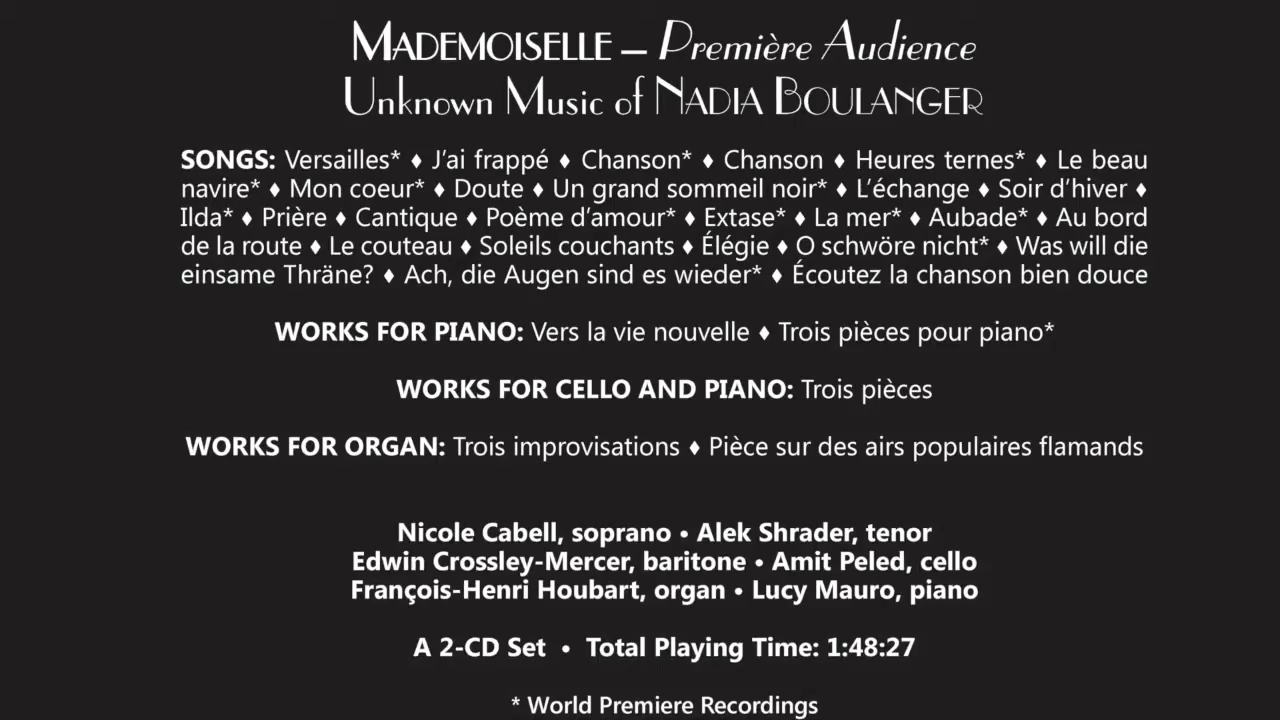 MADEMOISELLE – Première Audience
Unknown Music of NADIA BOULANGER
SONGS: Versailles* ♦ J'ai frappé ♦ Chanson* ♦ Chanson ♦ Heures ternes* ♦ Le beau
navire* ♦ Mon coeur* ♦ Doute ♦ Un grand sommeil noir* ♦ L'échange ♦ Soir d'hiver ♦
Ilda* ♦ Prière ♦ Cantique ♦ Poème d'amour* ♦ Extase* ♦ La mer* ♦ Aubade* ♦ Au bord
de la route ♦ Le couteau ♦ Soleils couchants ♦ Élégie ♦ O schwöre nicht* ♦ Was will die
einsame Thräne? ♦ Ach, die Augen sind es wieder* ♦ Écoutez la chanson bien douce
WORKS FOR PIANO: Vers la vie nouvelle ♦ Trois pièces pour piano*
WORKS FOR CELLO AND PIANO: Trois pièces
WORKS FOR ORGAN: Trois improvisations ♦ Pièce sur des airs populaires flamands
Nicole Cabell, soprano • Alek Shrader, tenor
Edwin Crossley-Mercer, baritone • Amit Peled, cello
François-Henri Houbart, organ • Lucy Mauro, piano
A 2-CD Set • Total Playing Time: 1:48:27
* World Premiere Recordings